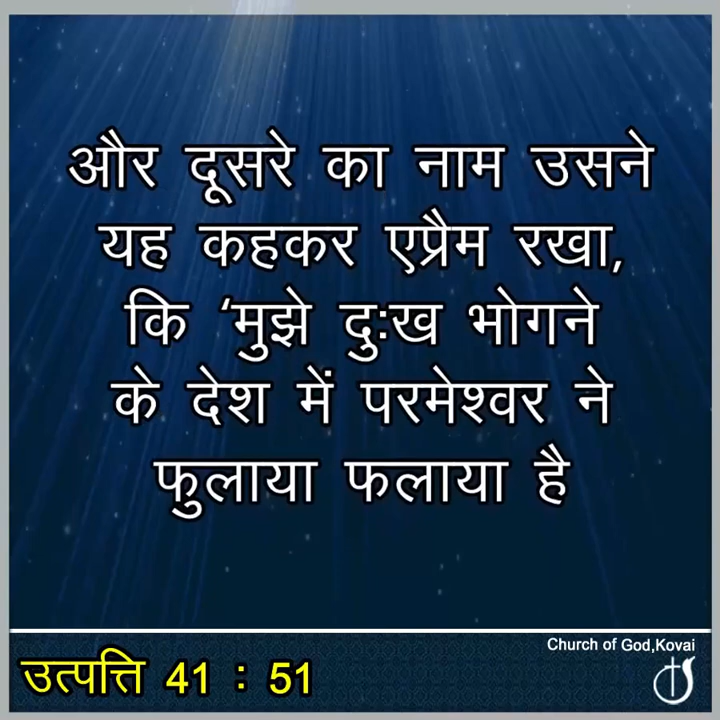 और दूसरे का नाम उसने
यह कहकर एप्रैम रखा,
कि ‘मुझे दुःख भोगने
के देश में परमेश्वर ने
फुलाया फलाया है
Church of God,Kovai
उत्पत्ति 41 : 51